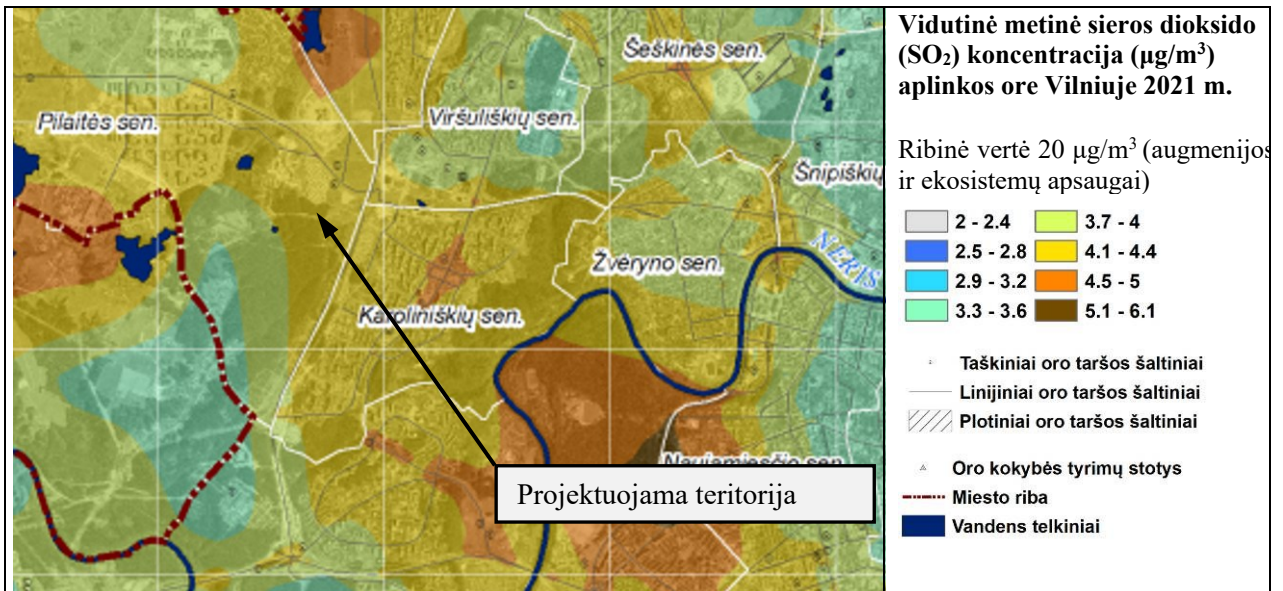 Vidutinė metinė sieros dioksido
(SO₂) koncentracija (µg/m³)
aplinkos ore Vilniuje 2021 m.
Ribinė vertė 20 µg/m³ (augmenijos
ir ekosistemų apsaugai)
2 - 2.4
3.7 - 4
2.5 - 2.8
4.1 - 4.4
2.9 - 3.2
4.5 - 5
3.3 - 3.6
5.1 - 6.1
Taškiniai oro taršos šaltiniai
Linijiniai oro taršos šaltiniai
Plotiniai oro taršos šaltiniai
Oro kokybės tyrimų stotys
Miesto riba
Vandens telkiniai
Šeškinės sen.
Pilaitės sen.
Viršuliškių sen.
Šnipiškių
Žvėryno sen.
NERIS
Karoliniškių sen.
Naujamiesčio sen.
Projektuojama teritorija